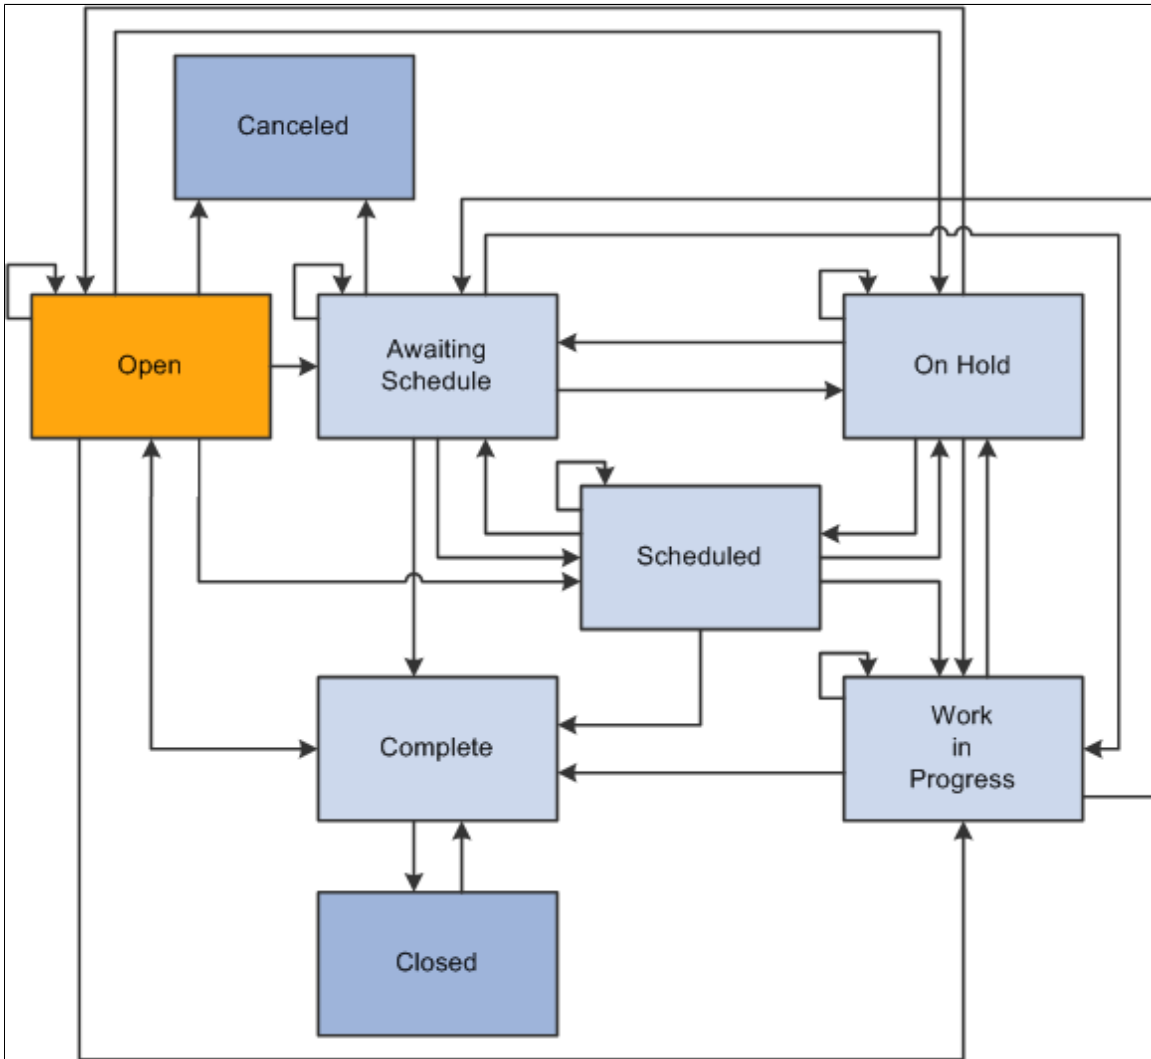 Canceled
Open
Awaiting
Schedule
On Hold
Scheduled
Complete
Work
in
Progress
Closed